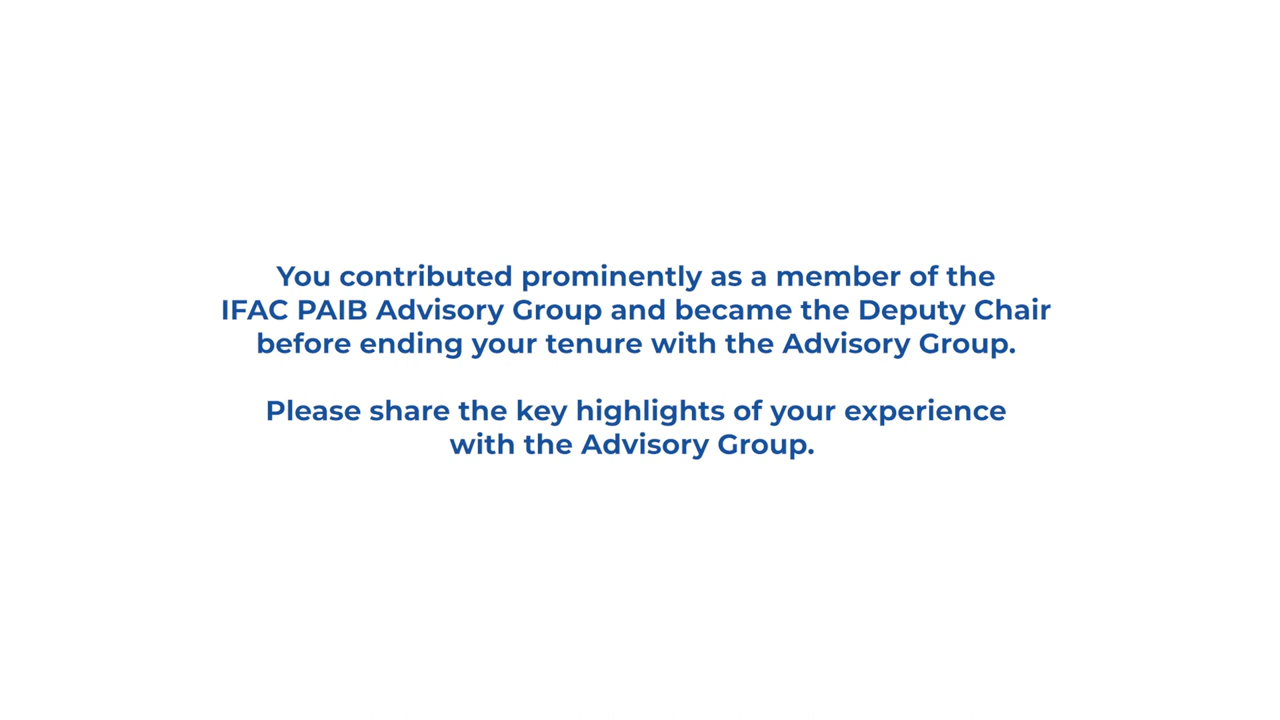 You contributed prominently as a member of the
IFAC PAIB Advisory Group and became the Deputy Chair
before ending your tenure with the Advisory Group.
Please share the key highlights of your experience
with the Advisory Group.